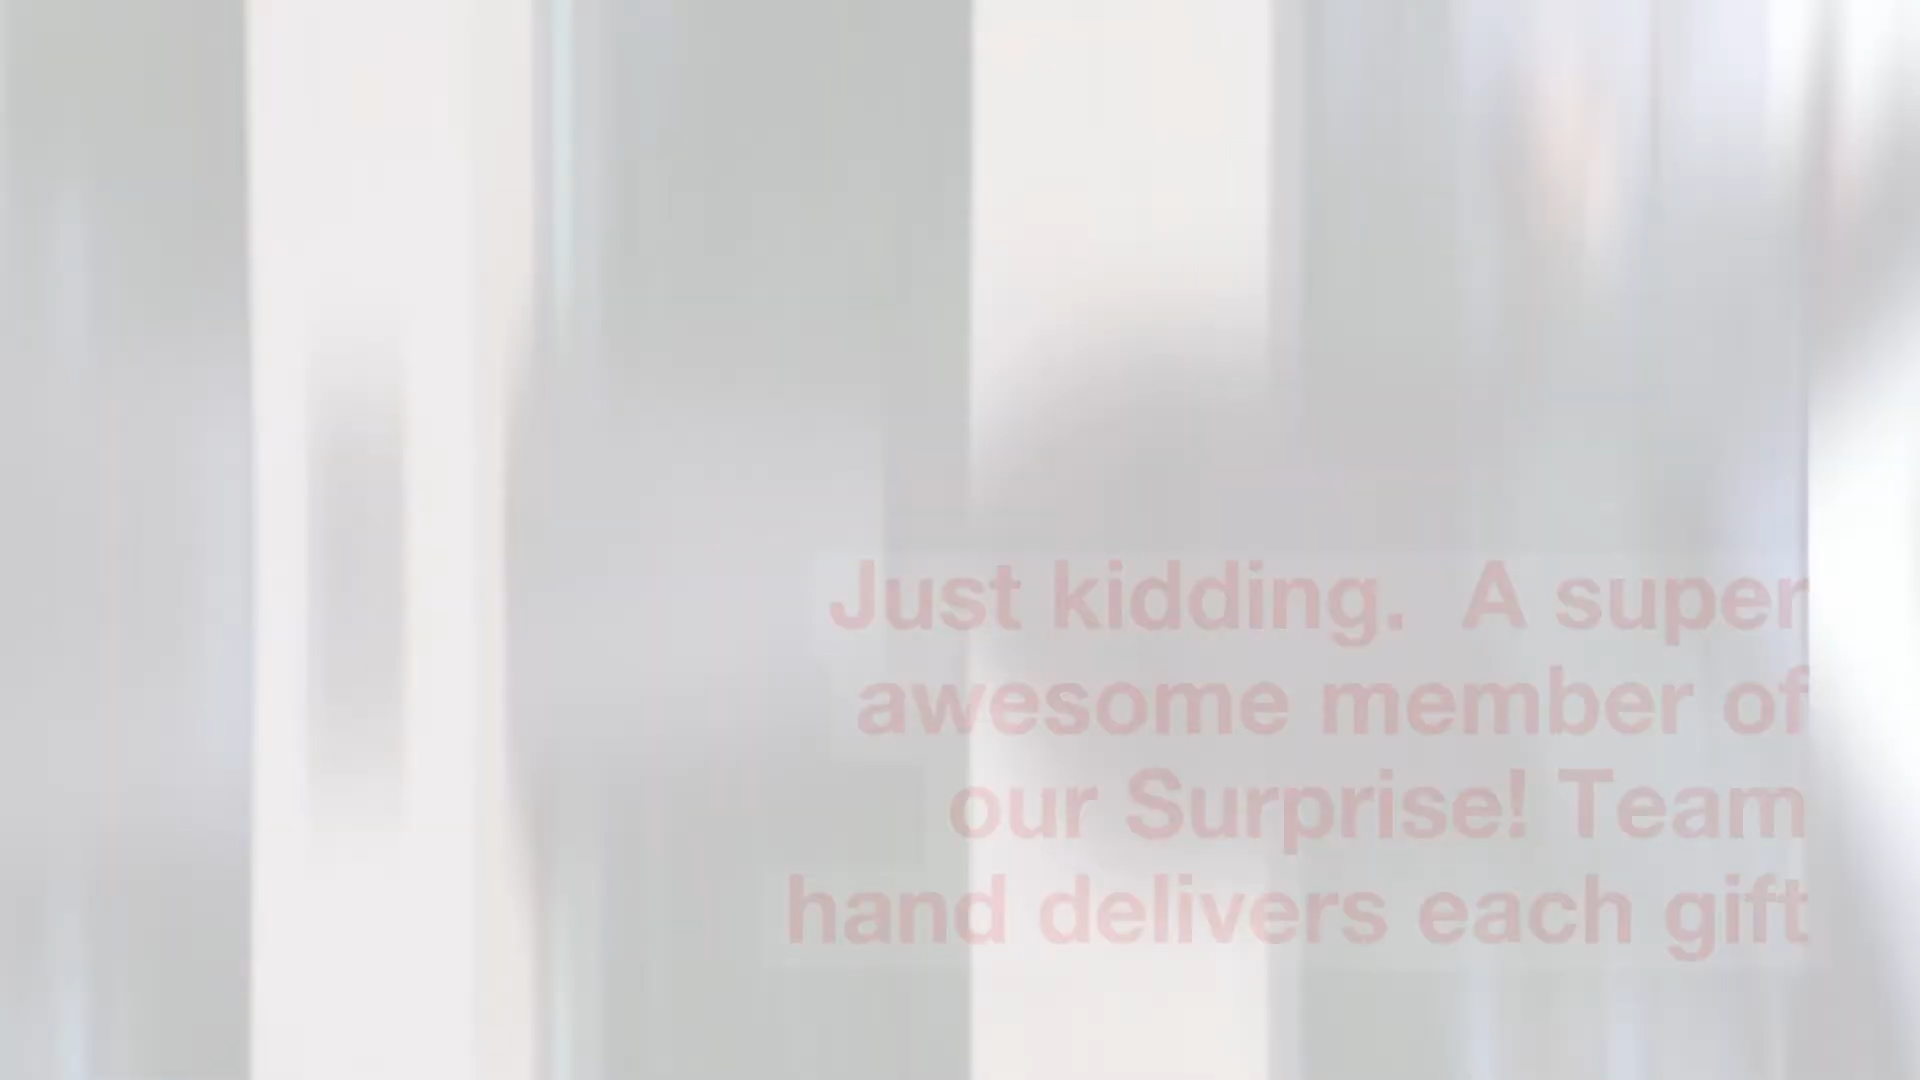 Just kidding.  A super
awesome member of
our Surprise! Team
hand delivers each gift